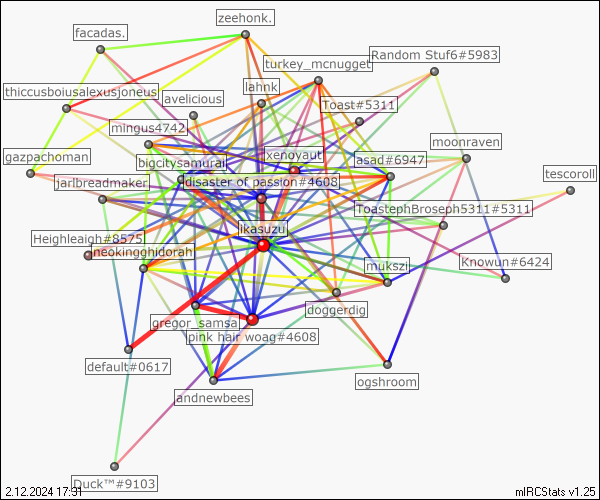 zeehonk.
facadas.
turkey_mcnugget
Random Stuf6#5983
lahnk
thiccusboiusalexusjoneus
avelicious
Toast#5311
mingus4742
moonraven
gazpachoman
bigcitysamurai
xenoyaut
asad#6947
tescoroll
jarlbreadmaker
disaster of passion#4608
ToastephBroseph5311#5311
ikasuzu
Heighleaigh#8575
neokingghidorah
mukszi
Knowun#6424
doggerdig
gregor_samsa
pink hair woag#4608
default#0617
ogshroom
andnewbees
Duck™#9103
2.12.2024 17:31
mIRCStats v1.25